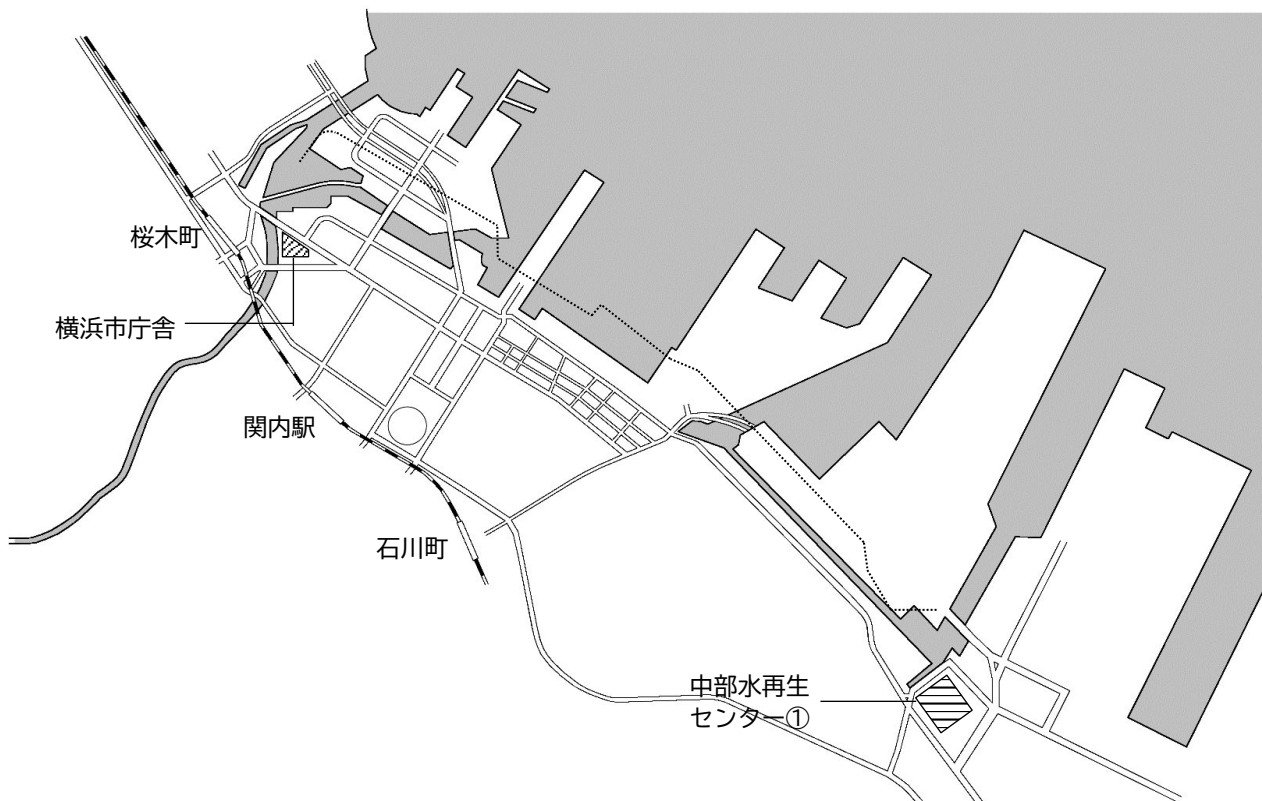 桜木町
横浜市庁舎
関内駅
石川町
中部水再生
センター①